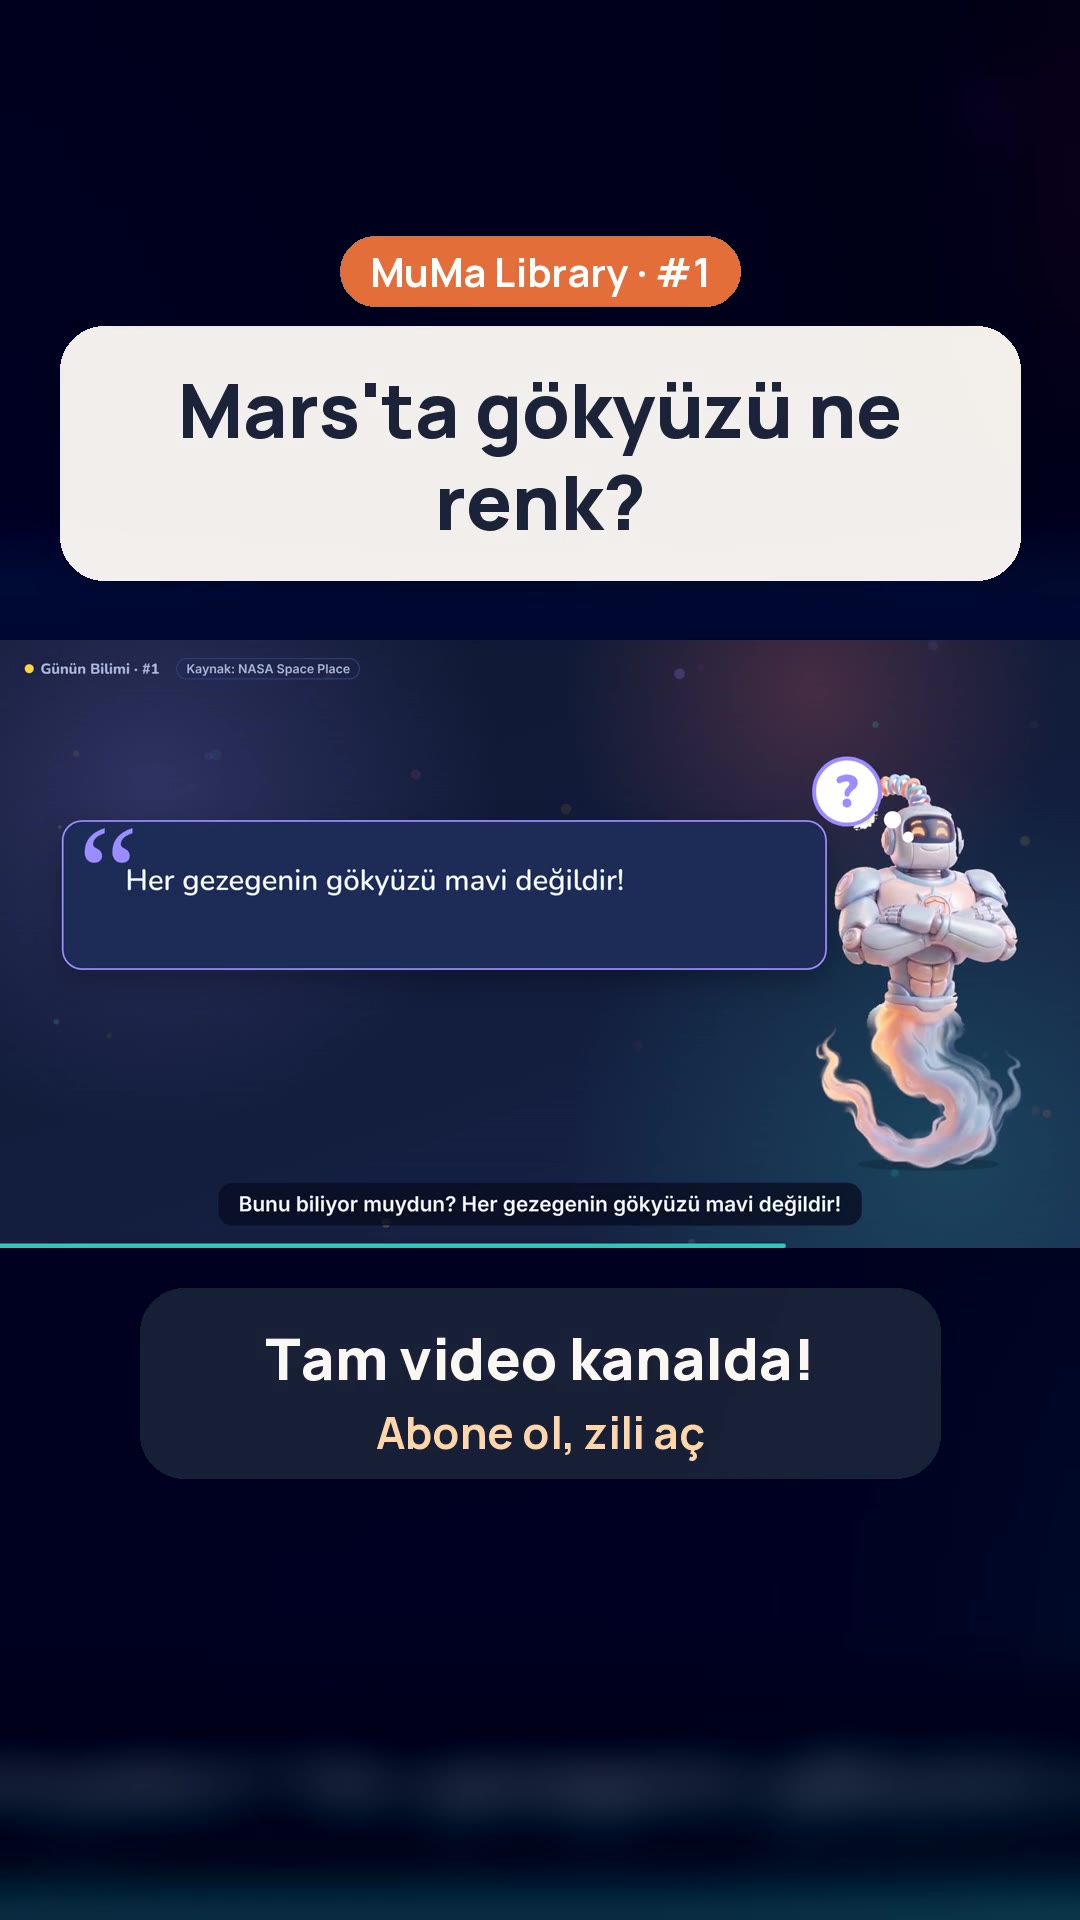 MuMa Library · #1
Mars'ta gökyüzü ne
renk?
Günün Bilimi · #1
Kaynak: NASA Space Place
?
“
Her gezegenin gökyüzü mavi değildir!
Bunu biliyor muydun? Her gezegenin gökyüzü mavi değildir!
Tam video kanalda!
Abone ol, zili aç